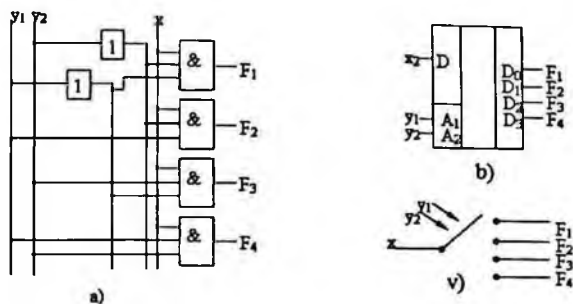 y1 y2 x
1
1
& F1
& F2
& F3
& F4
a)
x2 D
D0 F1
D1 F2
D4 F3
D3 F4
y1 A1
y2 A2
b)
y1
y2
x
F1
F2
F3
F4
v)